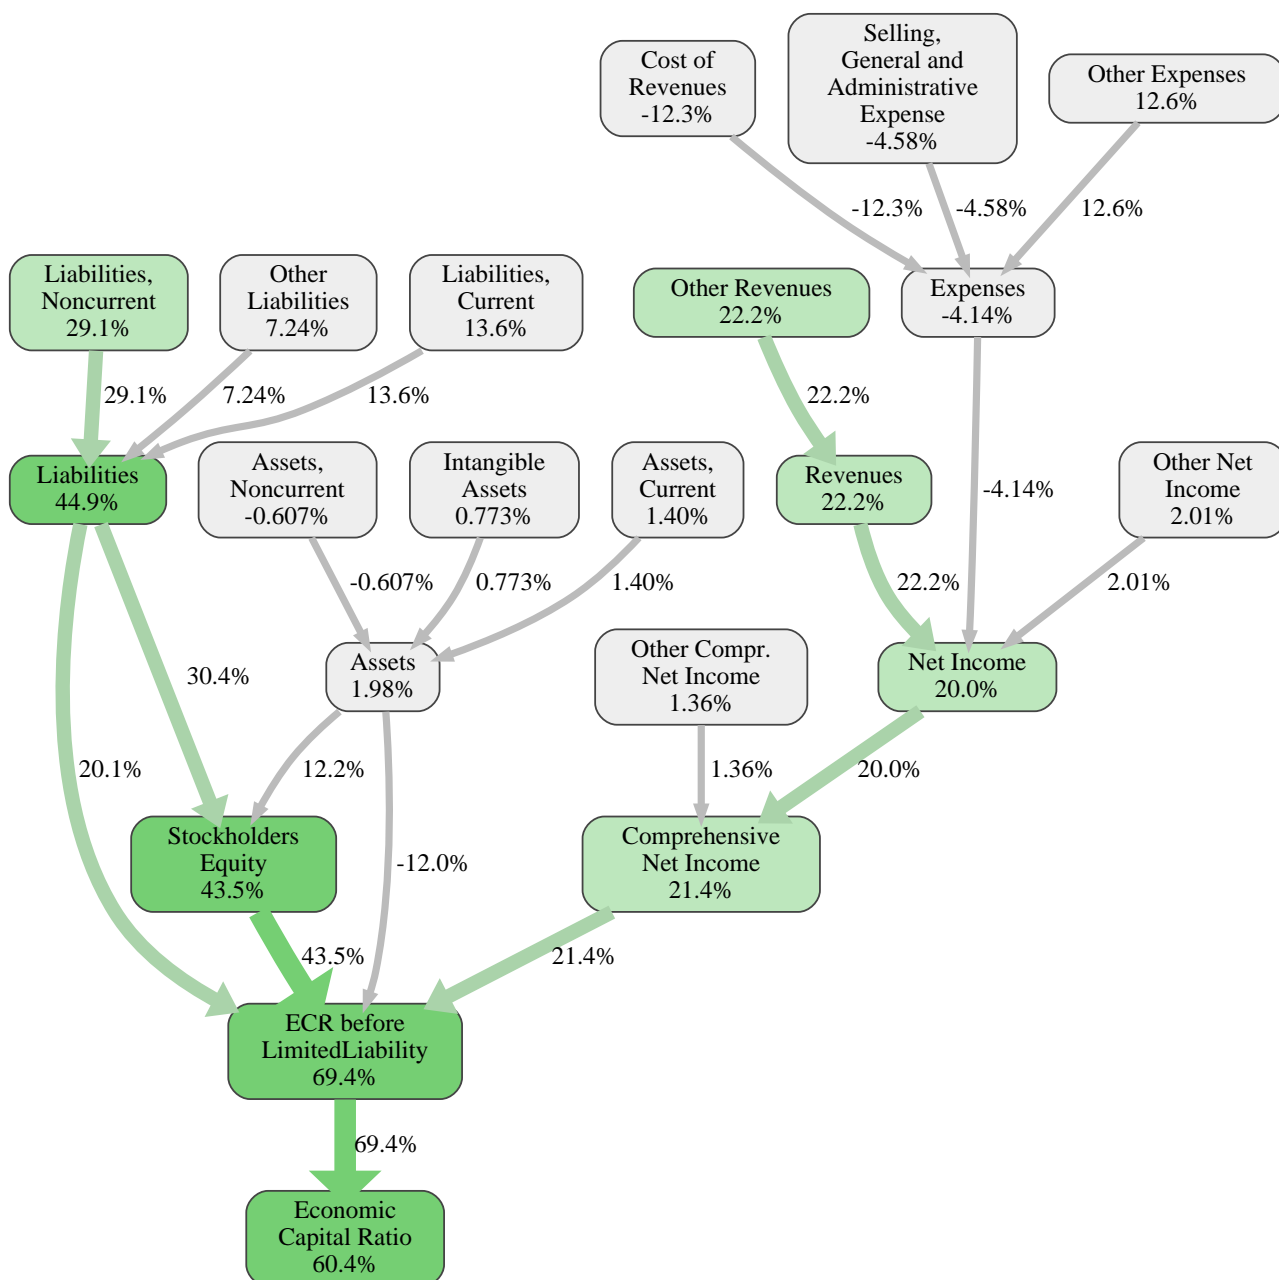 Cost of
Revenues
-12.3%
Selling,
General and
Administrative
Expense
-4.58%
Other Expenses
12.6%
-12.3%
-4.58%
12.6%
Liabilities,
Noncurrent
29.1%
Other
Liabilities
7.24%
Liabilities,
Current
13.6%
Other Revenues
22.2%
Expenses
-4.14%
29.1%
7.24%
13.6%
22.2%
Liabilities
44.9%
Assets,
Noncurrent
-0.607%
Intangible
Assets
0.773%
Assets,
Current
1.40%
Revenues
22.2%
-4.14%
Other Net
Income
2.01%
-0.607%
0.773%
1.40%
22.2%
2.01%
30.4%
Assets
1.98%
Other Compr.
Net Income
1.36%
Net Income
20.0%
20.1%
12.2%
1.36%
20.0%
Stockholders
Equity
43.5%
-12.0%
Comprehensive
Net Income
21.4%
43.5%
21.4%
ECR before
LimitedLiability
69.4%
69.4%
Economic
Capital Ratio
60.4%